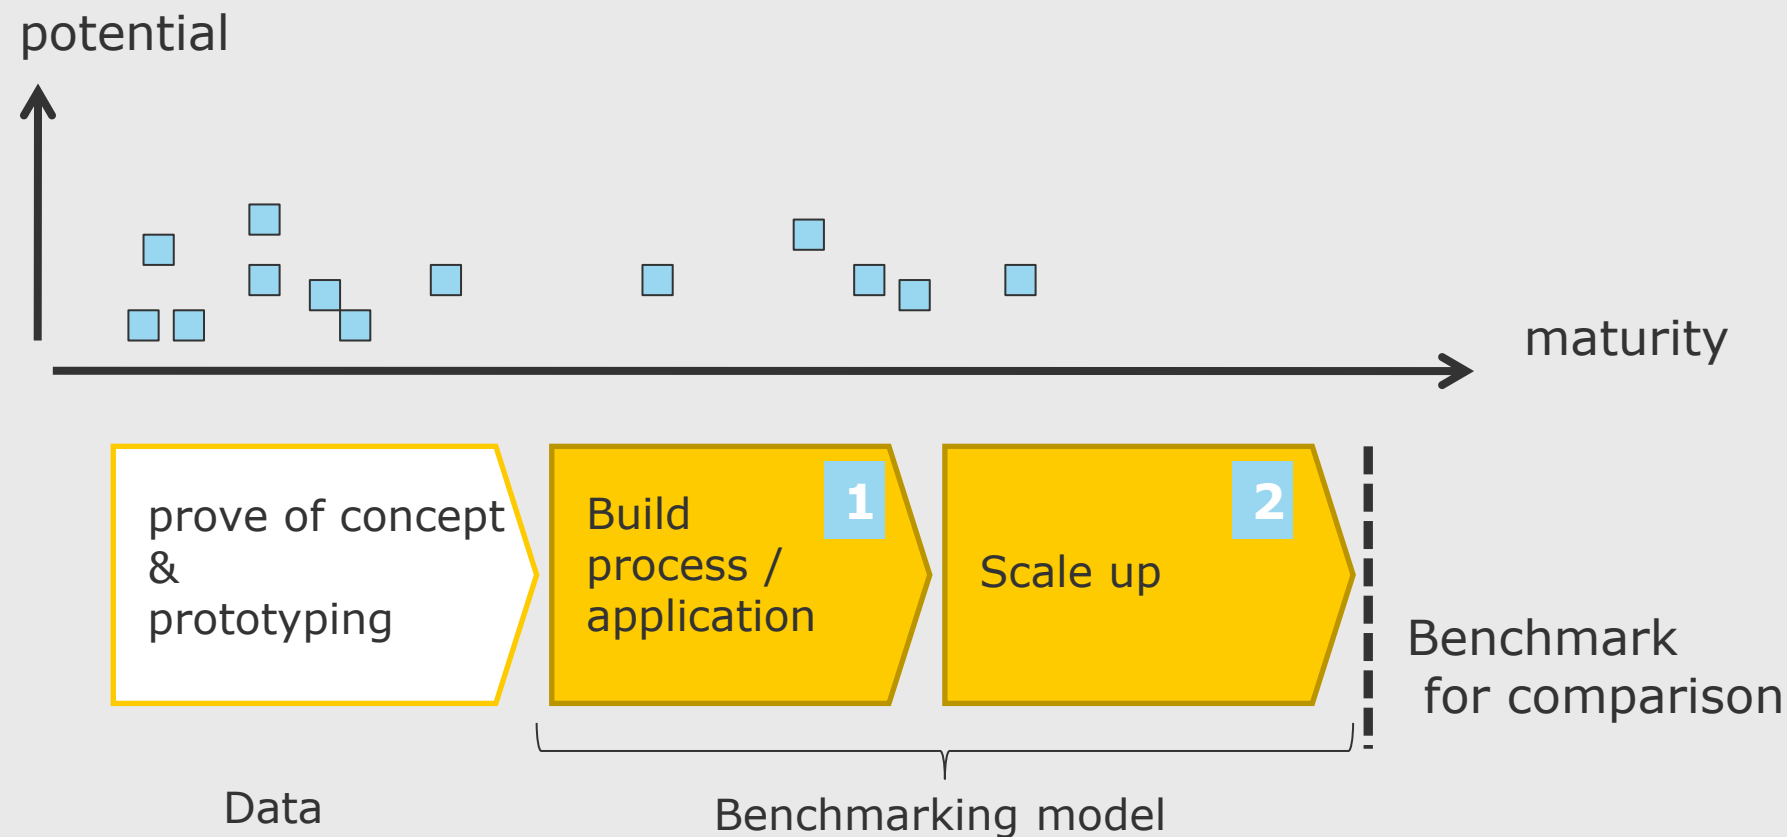 potential
maturity
prove of concept
&
prototyping
Build
process /
application
1
Scale up
2
Benchmark
for comparison
Data
Benchmarking model